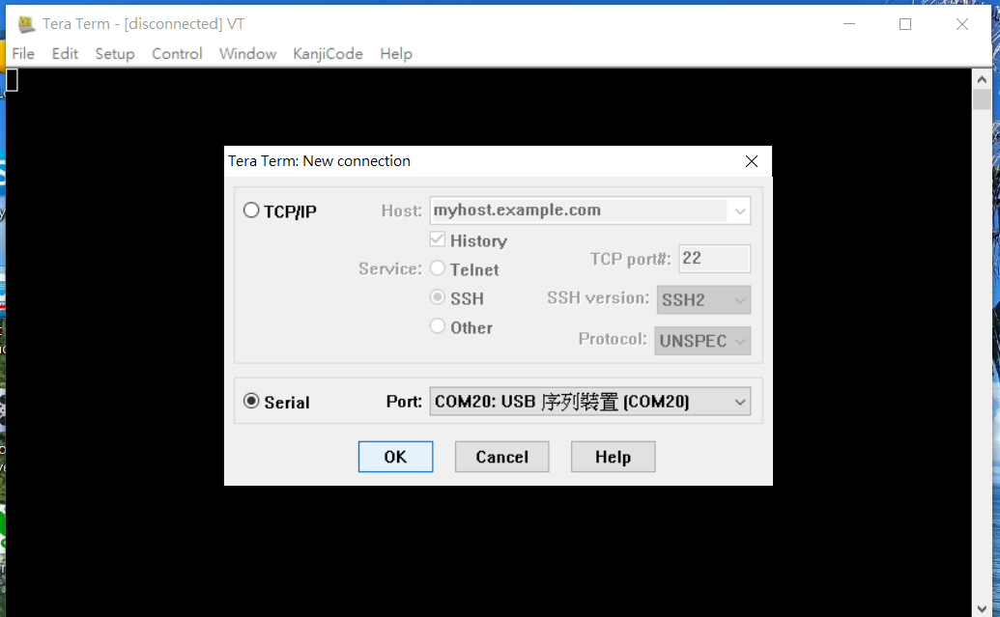 Tera Term - [disconnected] VT
File Edit Setup Control Window KanjiCode Help
Tera Term: New connection
TCP/IP Host: myhost.example.com
History
Service: Telnet TCP port#: 22
SSH SSH version: SSH2
Other Protocol: UNSPEC
Serial Port: COM20: USB 序列裝置 (COM20)
OK Cancel Help